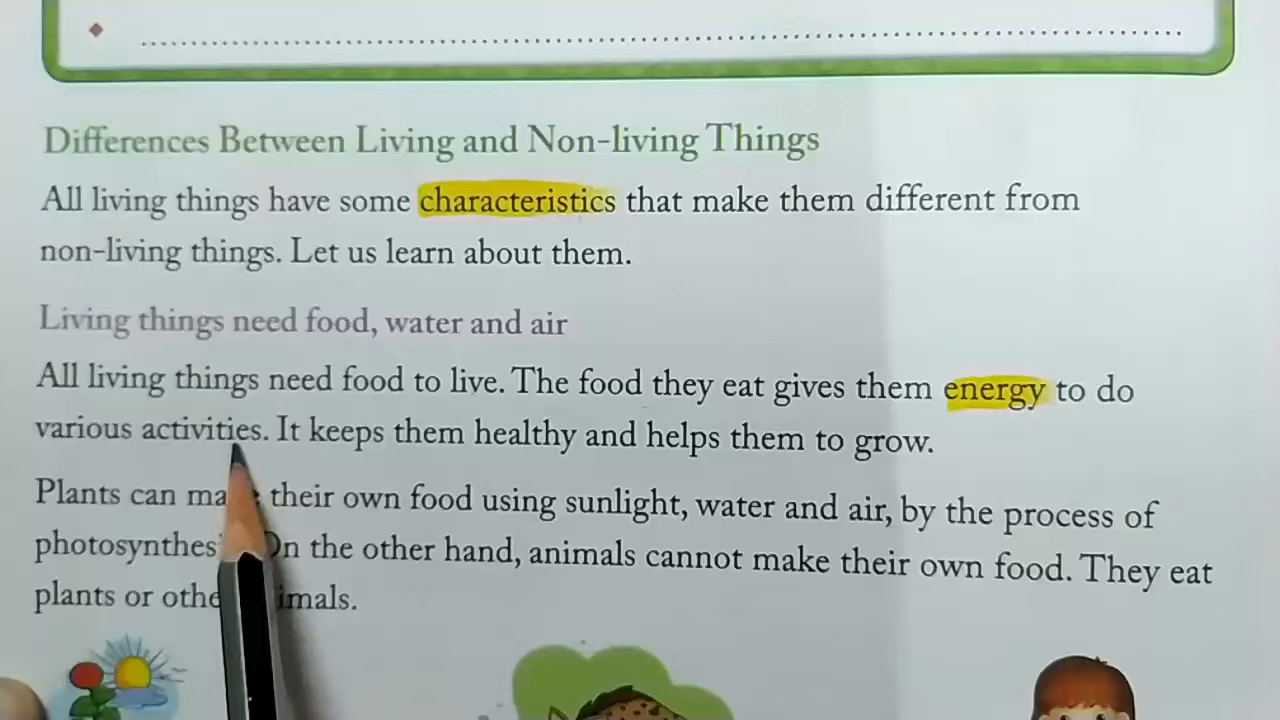 Differences Between Living and Non-living Things
All living things have some characteristics that make them different from
non-living things. Let us learn about them.
Living things need food, water and air
All living things need food to live. The food they eat gives them energy to do
various activities. It keeps them healthy and helps them to grow.
Plants can their own food using sunlight, water and air, by the process of
On the other hand, animals cannot make their own food. They eat
plants or